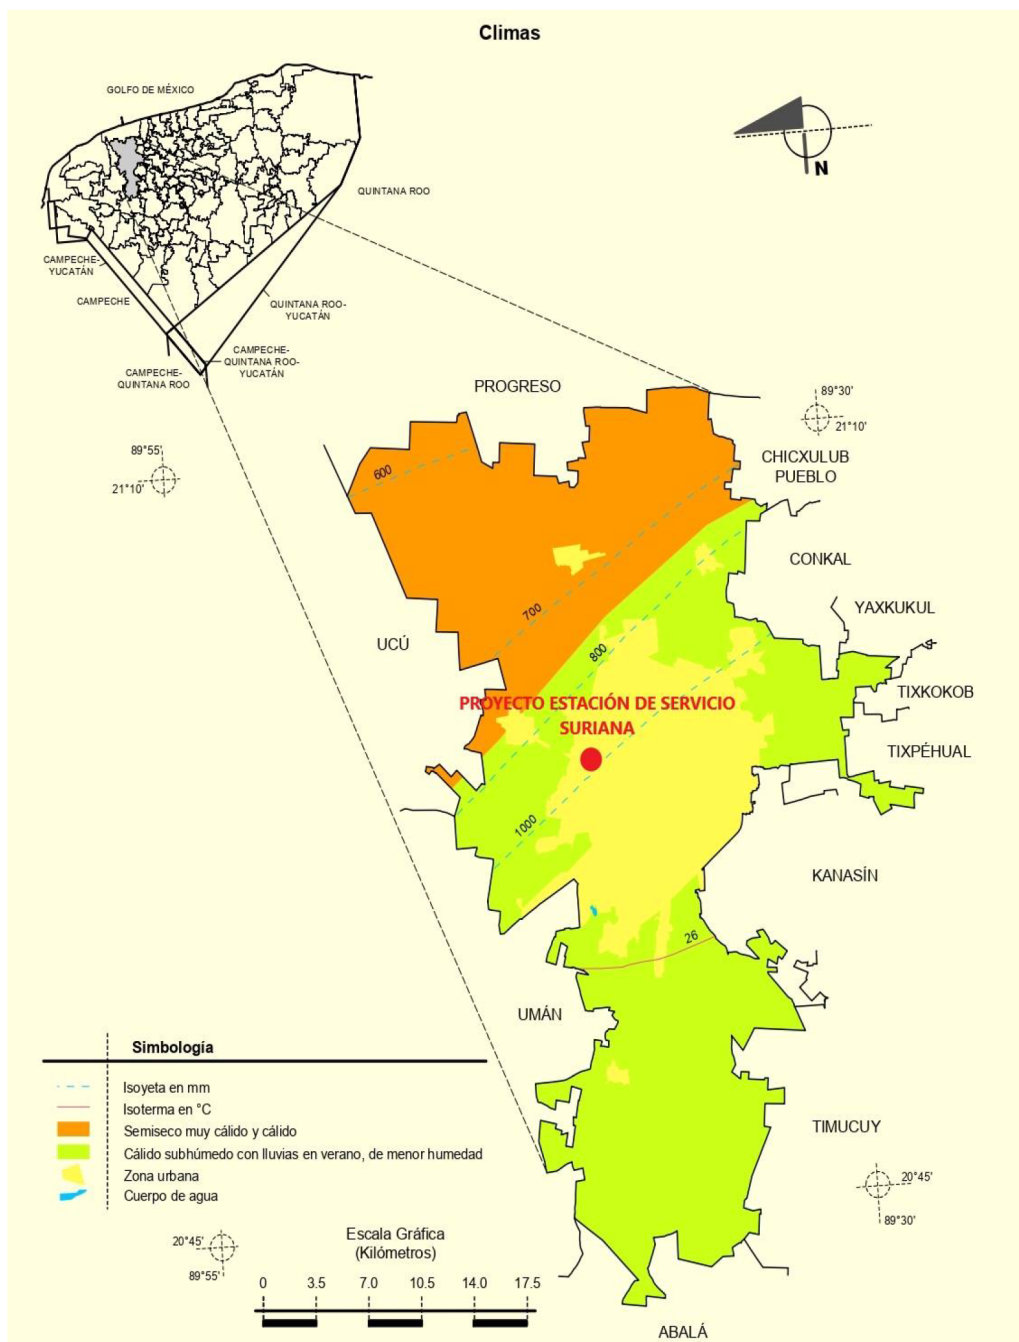 Climas
GOLFO DE MÉXICO
QUINTANA ROO
CAMPECHE-
YUCATÁN
CAMPECHE
QUINTANA ROO-
YUCATÁN
CAMPECHE-
QUINTANA ROO-
YUCATÁN
CAMPECHE-
QUINTANA ROO
N
PROGRESO
89°30'
21°10'
89°55'
21°10'
CHICXULUB
PUEBLO
600
CONKAL
700
YAXKUKUL
UCÚ
800
TIXKOKOB
PROYECTO ESTACIÓN DE SERVICIO
SURIANA
TIXPÉHUAL
1000
KANASÍN
26
UMÁN
Simbología
Isoyeta en mm
Isoterma en °C
Semiseco muy cálido y cálido
Cálido subhúmedo con lluvias en verano, de menor humedad
Zona urbana
Cuerpo de agua
TIMUCUY
20°45'
89°30'
20°45'
89°55'
Escala Gráfica
(Kilómetros)
0 3.5 7.0 10.5 14.0 17.5
ABALÁ